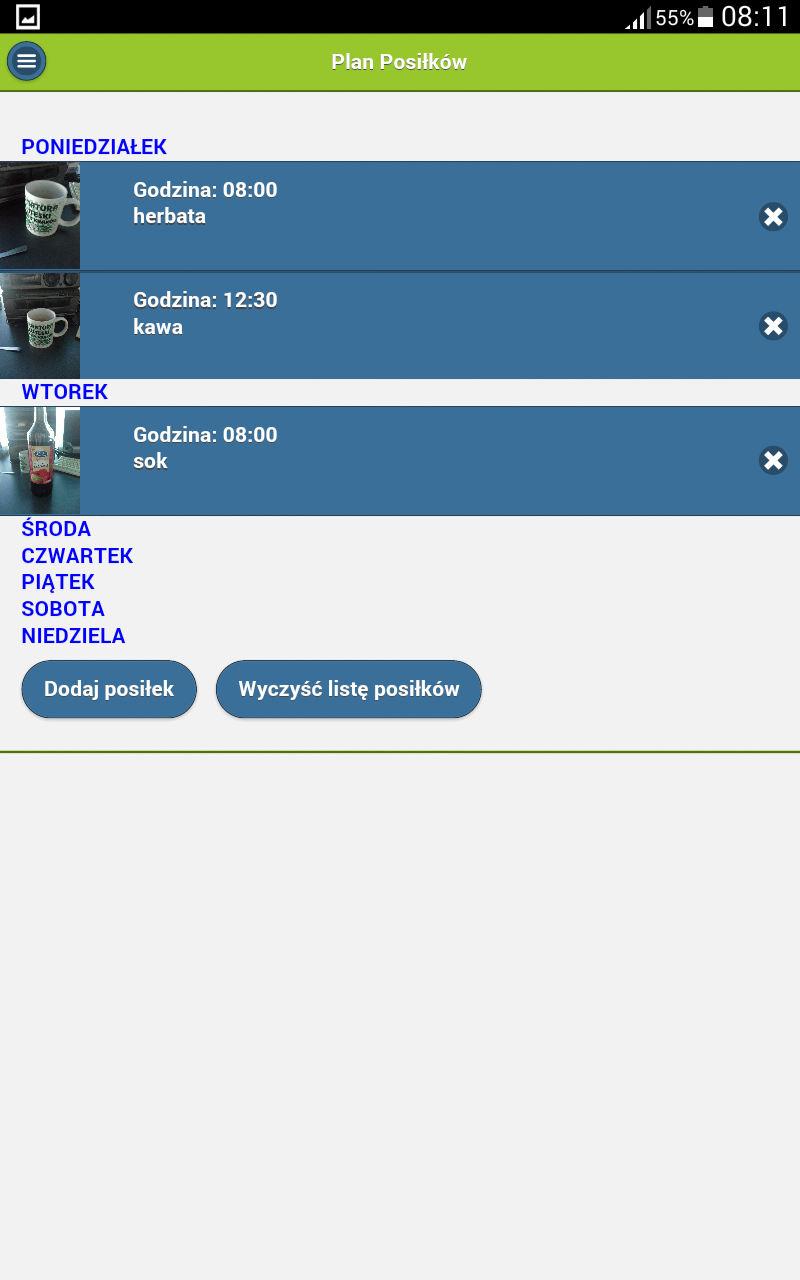 55% 08:11
Plan Posiłków
PONIEDZIAŁEK
Godzina: 08:00
herbata
Godzina: 12:30
kawa
WTOREK
Godzina: 08:00
sok
ŚRODA
CZWARTEK
PIĄTEK
SOBOTA
NIEDZIELA
Dodaj posiłek
Wyczyść listę posiłków